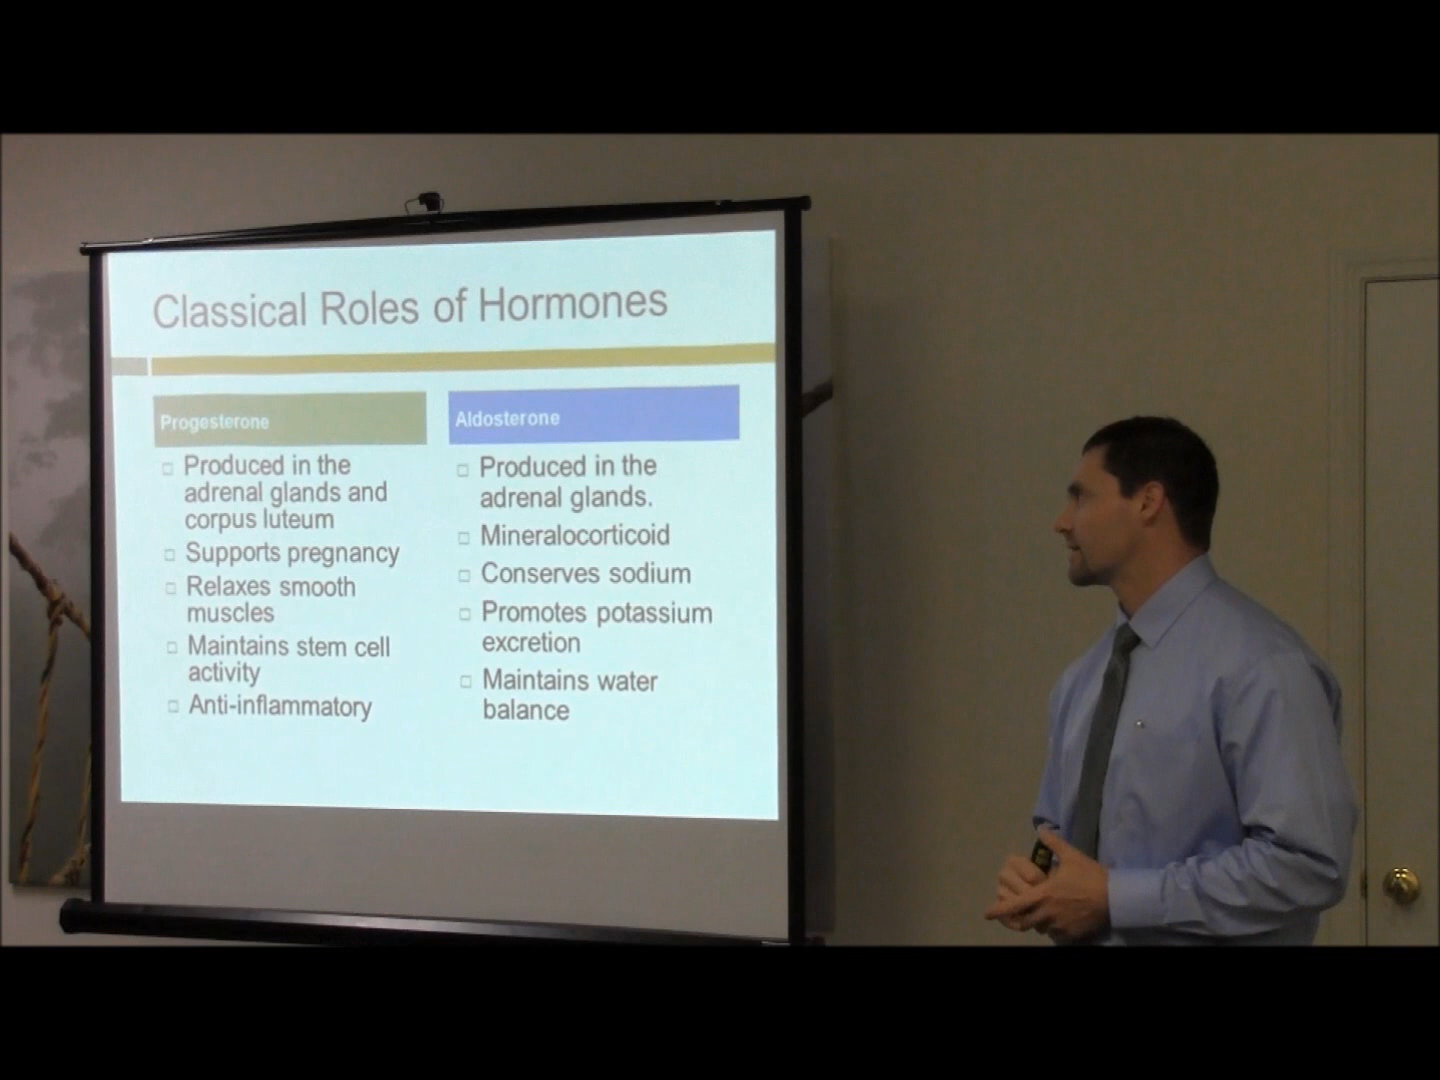 Classical Roles of Hormones
Progesterone
□ Produced in the
adrenal glands and
corpus luteum
□ Supports pregnancy
□ Relaxes smooth
muscles
□ Maintains stem cell
activity
□ Anti-inflammatory
Aldosterone
□ Produced in the
adrenal glands.
□ Mineralocorticoid
□ Conserves sodium
□ Promotes potassium
excretion
□ Maintains water
balance